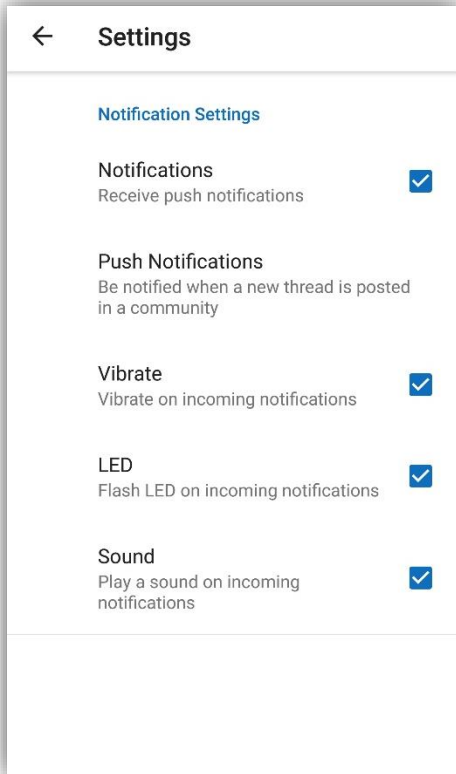 Settings
Notification Settings
Notifications
Receive push notifications
Push Notifications
Be notified when a new thread is posted
in a community
Vibrate
Vibrate on incoming notifications
LED
Flash LED on incoming notifications
Sound
Play a sound on incoming
notifications